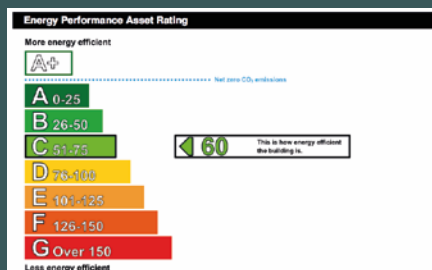 Energy Performance Asset Rating
More energy efficient
A+
Net zero CO₂ emissions
A 0-25
B 26-50
C 51-75
60 This is how energy efficient
the building is.
D 76-100
E 101-125
F 126-150
G Over 150
Less energy efficient